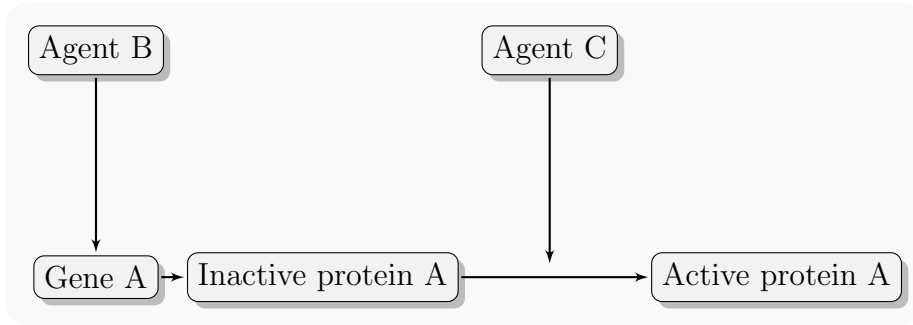 Agent B
Agent C
Gene A
Inactive protein A
Active protein A